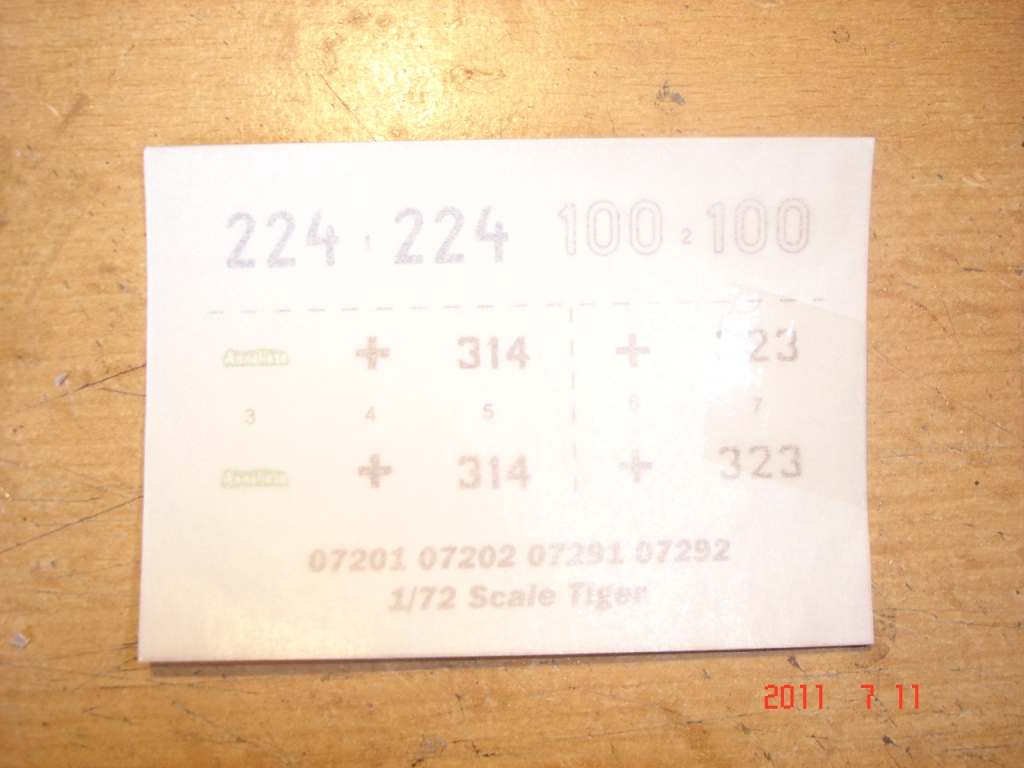 224 1 224 100 2 100
Anneliese + 314 + 323
3 4 5 6 7
Anneliese + 314 + 323
07201 07202 07291 07292
1/72 Scale Tiger
2011 7 11